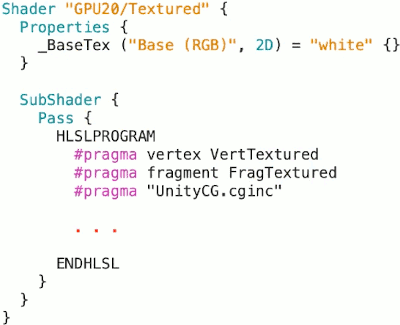 Shader "GPU20/Textured" {
Properties {
_BaseTex ("Base (RGB)", 2D) = "white" {}
}
SubShader {
Pass {
HLSLPROGRAM
#pragma vertex VertTextured
#pragma fragment FragTextured
#pragma "UnityCG.cginc"
. . .
ENDHLSL
}
}
}